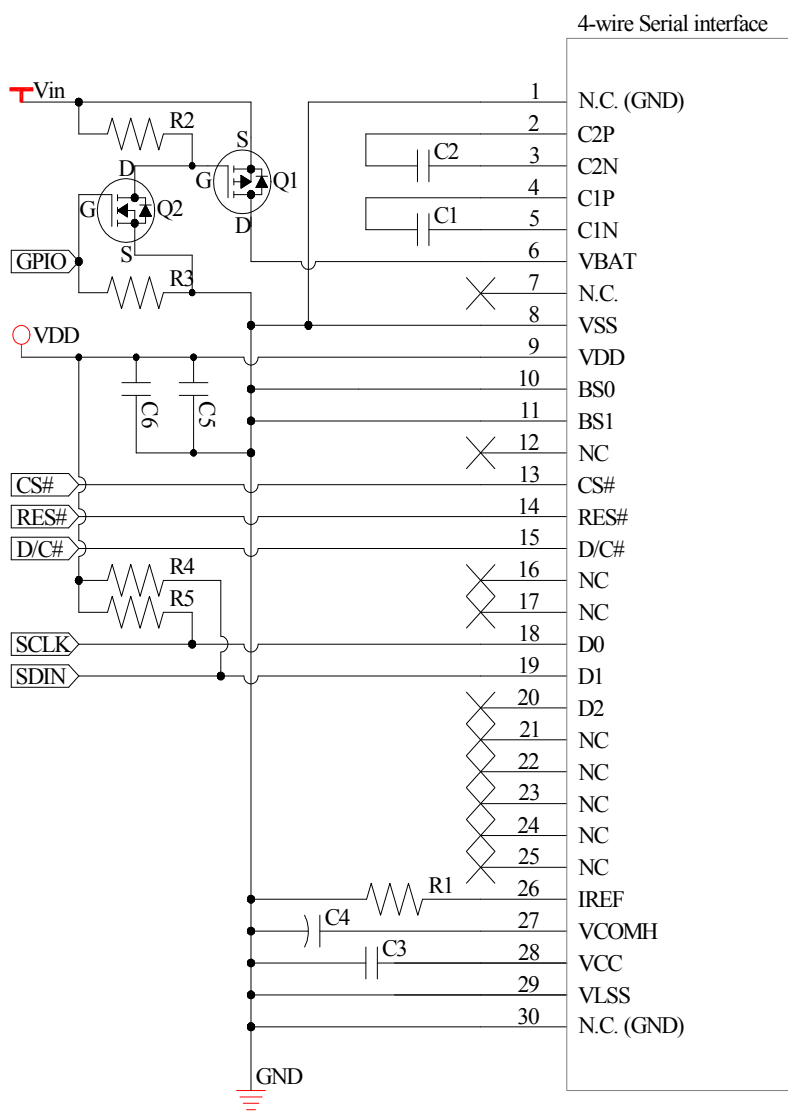 4-wire Serial interface
Vin
R2
S
D
G
Q1
G
Q2
D
S
GPIO
R3
VDD
C6
C5
CS#
RES#
D/C#
R4
R5
SCLK
SDIN
C2
C1
R1
C4
C3
GND
1 N.C. (GND)
2 C2P
3 C2N
4 C1P
5 C1N
6 VBAT
7 N.C.
8 VSS
9 VDD
10 BS0
11 BS1
12 NC
13 CS#
14 RES#
15 D/C#
16 NC
17 NC
18 D0
19 D1
20 D2
21 NC
22 NC
23 NC
24 NC
25 NC
26 IREF
27 VCOMH
28 VCC
29 VLSS
30 N.C. (GND)